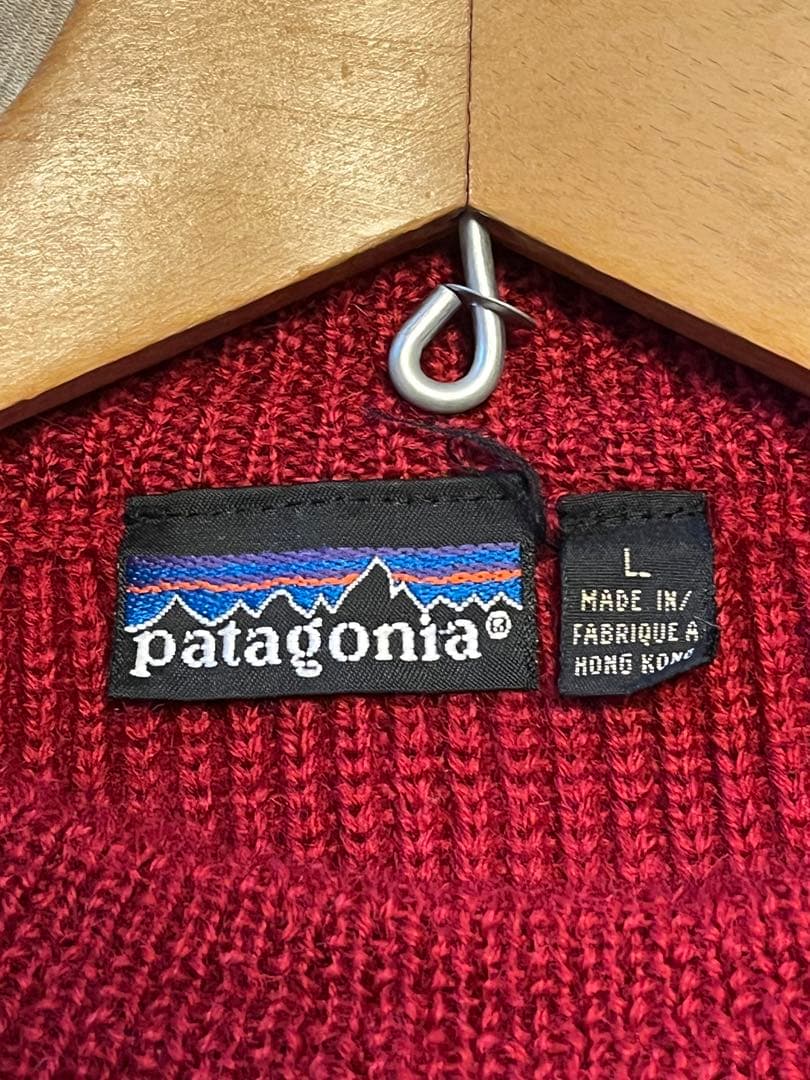 patagonia®
L
MADE IN/
FABRIQUE A
HONG KONG